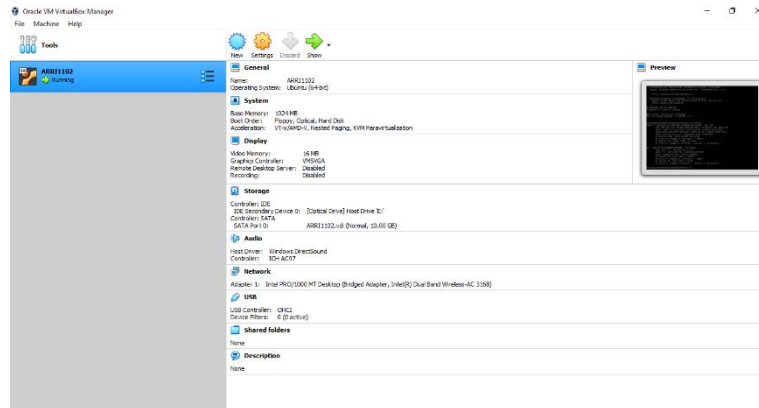 Oracle VM VirtualBox Manager
File Machine Help
Tools
New Settings Discard Show
ARRI1102
Running
General
Name: ARRI1102
Operating System: Ubuntu (64-bit)
System
Base Memory: 1024 MB
Boot Order: Floppy, Optical, Hard Disk
Acceleration: VT-x/AMD-V, Nested Paging, KVM Paravirtualization
Display
Video Memory: 16 MB
Graphics Controller: VMSVGA
Remote Desktop Server: Disabled
Recording: Disabled
Storage
Controller: IDE
IDE Secondary Device 0: [Optical Drive] Host Drive 'E:'
Controller: SATA
SATA Port 0: ARRI1102.vdi (Normal, 10.00 GB)
Audio
Host Driver: Windows DirectSound
Controller: ICH AC97
Network
Adapter 1: Intel PRO/1000 MT Desktop (Bridged Adapter, Intel(R) Dual Band Wireless-AC 3168)
USB
USB Controller: OHCI
Device Filters: 0 (0 active)
Shared folders
None
Description
None
Preview